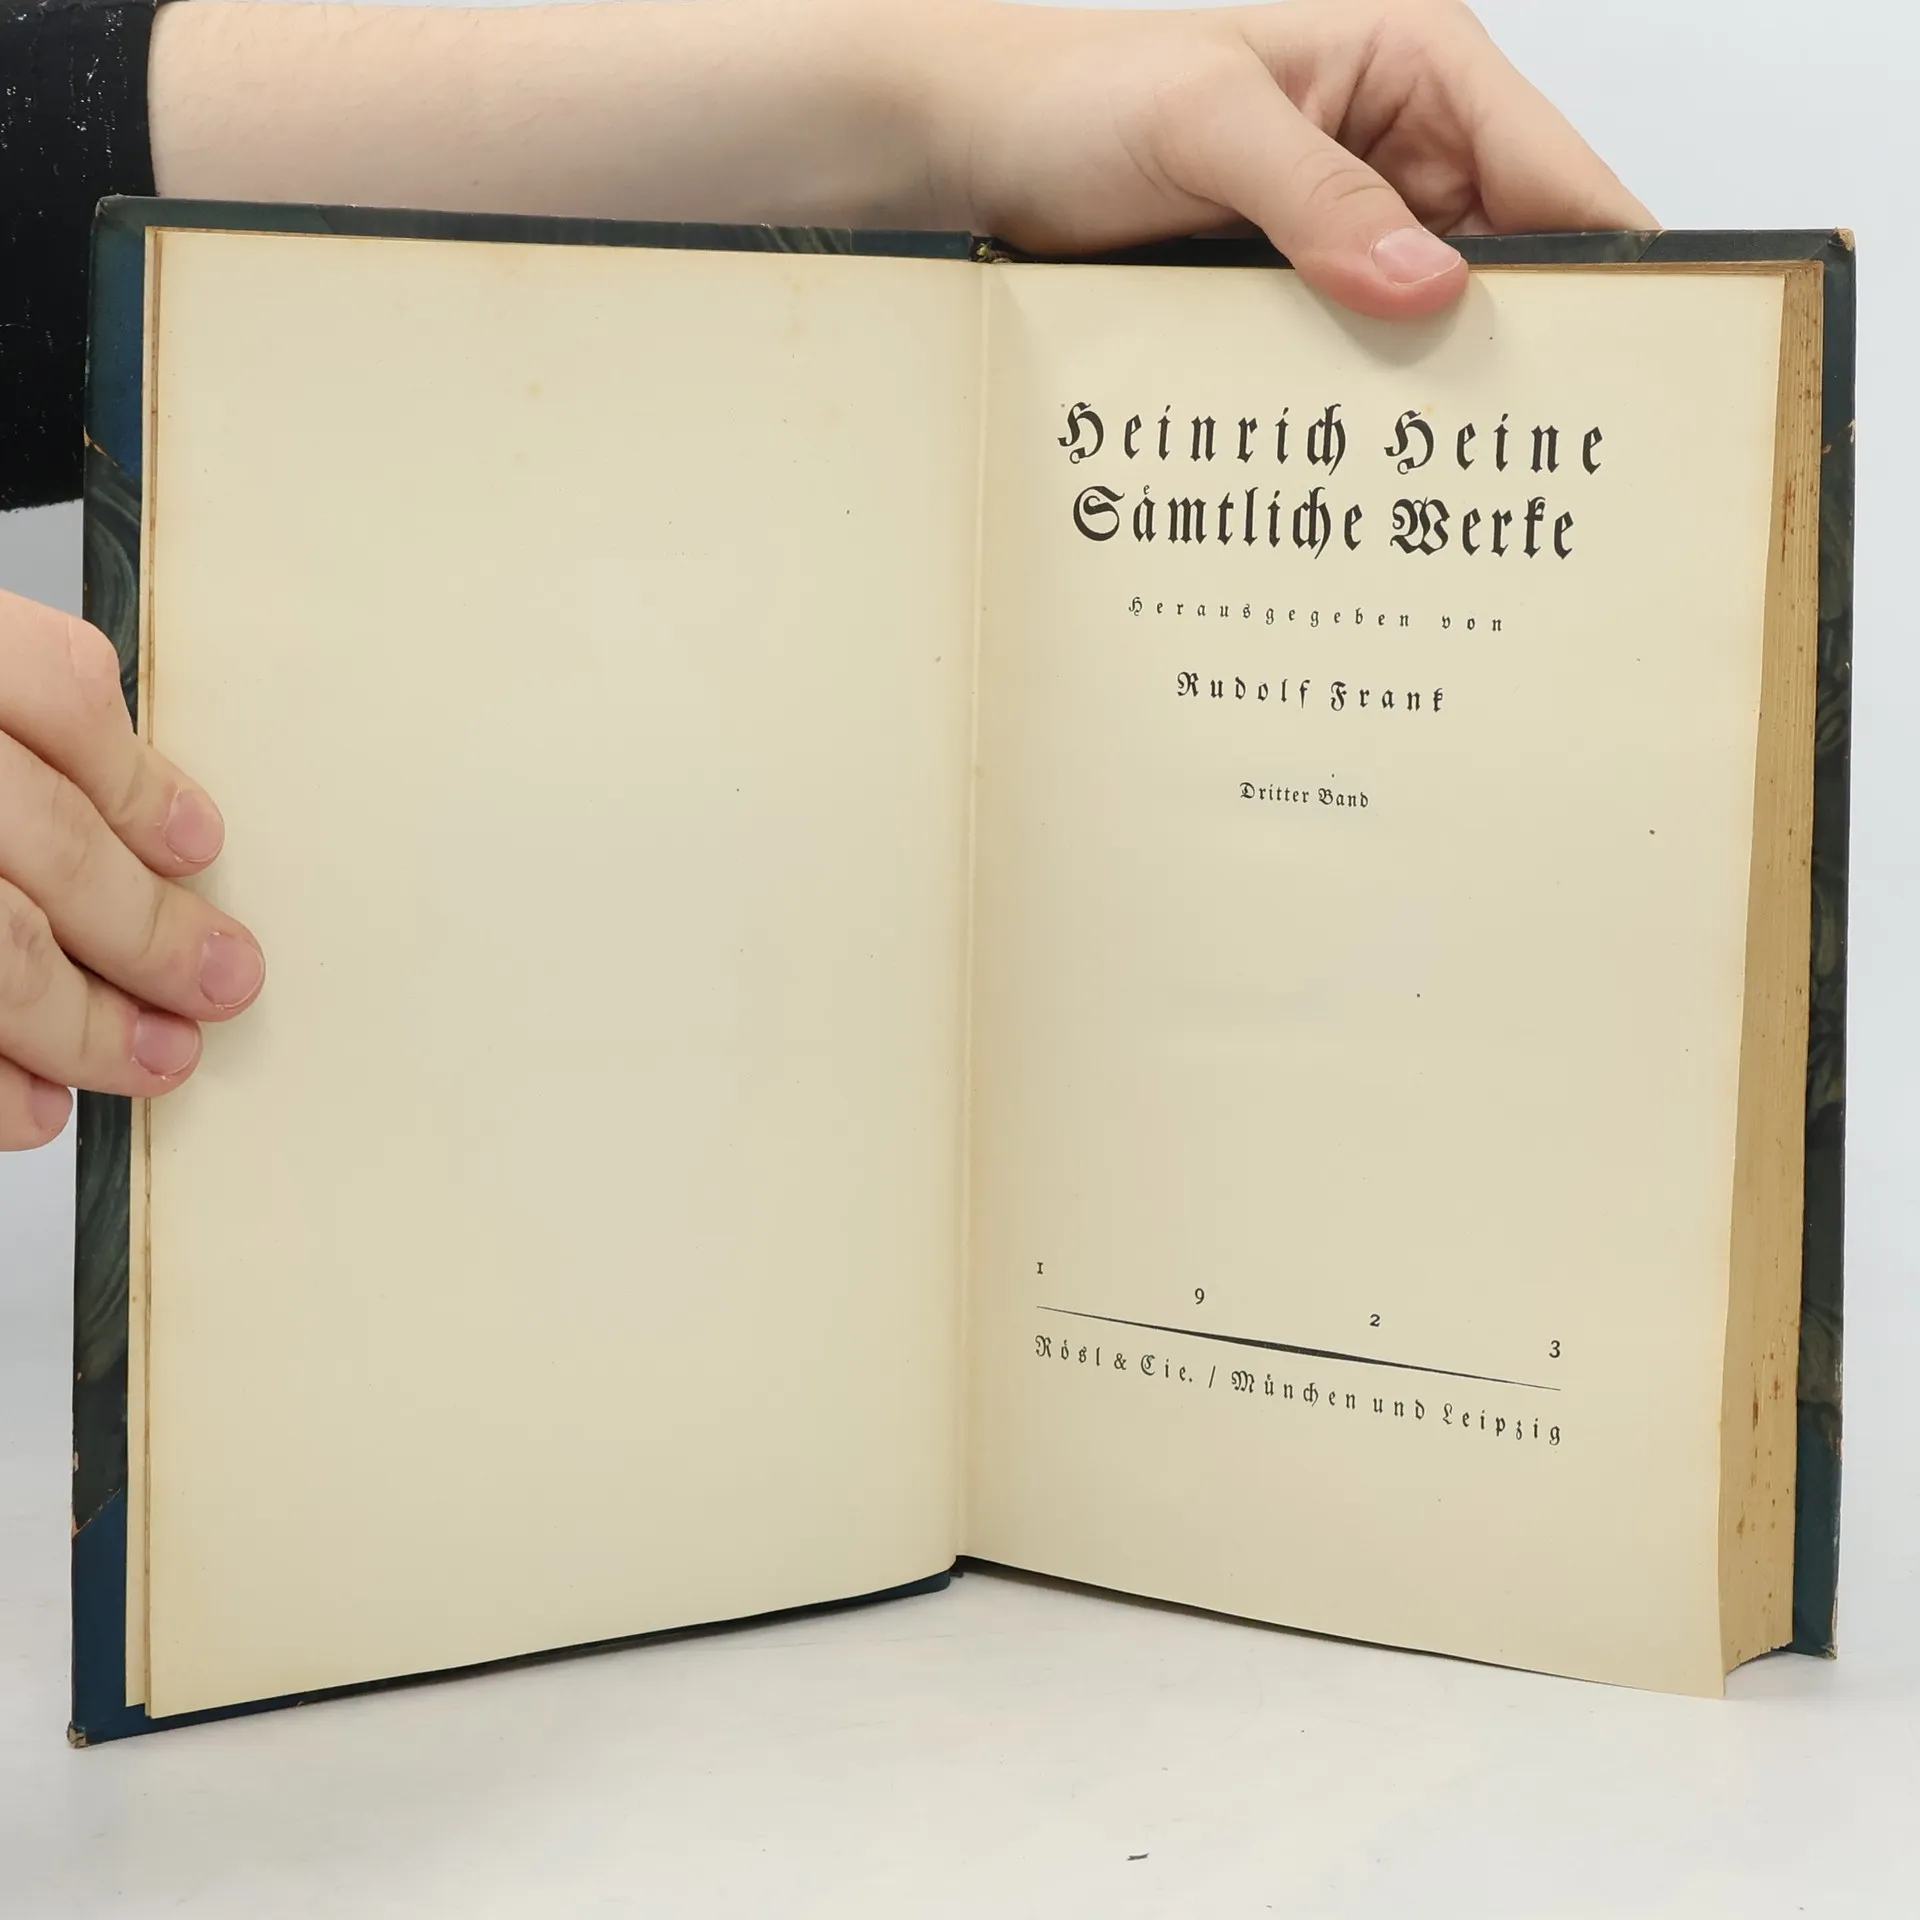 Heinrich Heine
Sämtliche Werke
Herausgegeben von
Rudolf Frank
Dritter Band
1 9 2 3
Rösl & Cie. / München und Leipzig